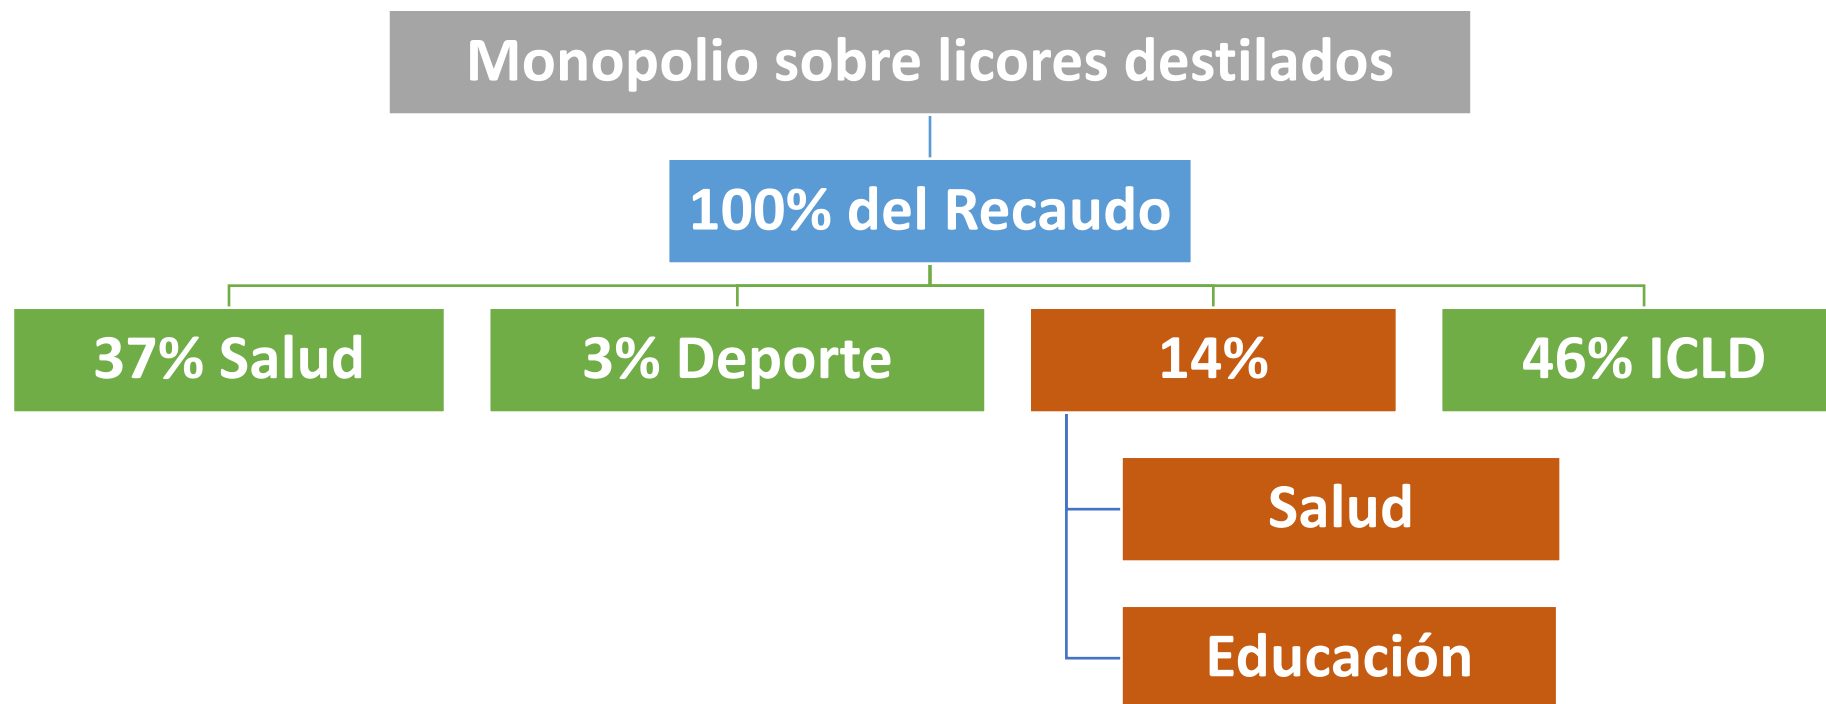 Monopolio sobre licores destilados
100% del Recaudo
37% Salud
3% Deporte
14%
46% ICLD
Salud
Educación